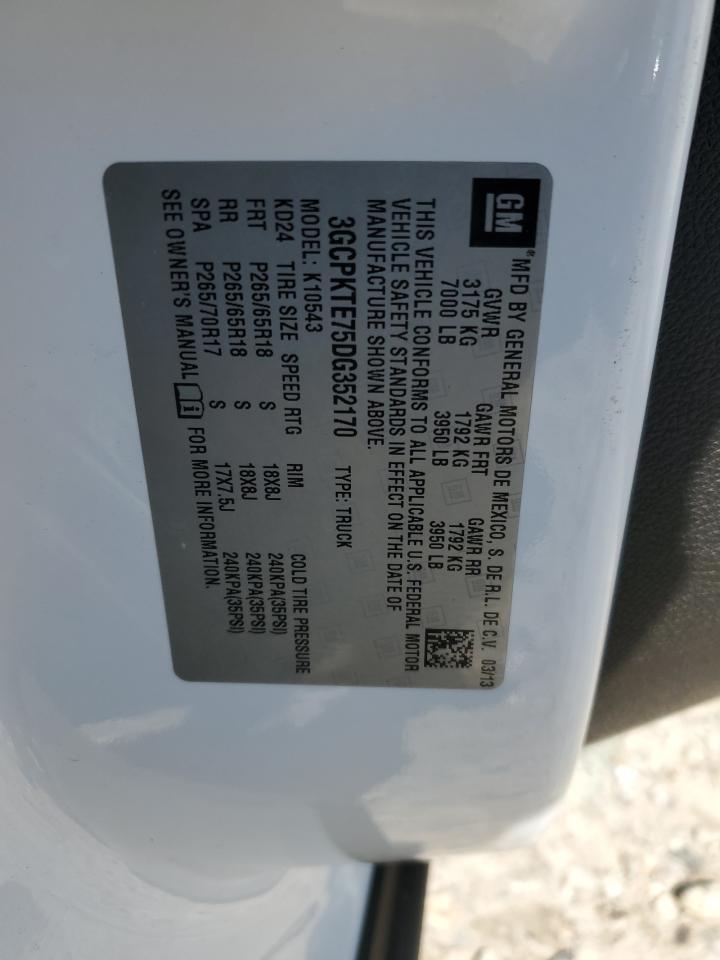 GM
® MFD BY GENERAL MOTORS DE MEXICO, S. DE R.L. DE C.V. 03/13
GVWR GAWR FRT GAWR RR
3175 KG 1792 KG 1792 KG
7000 LB 3950 LB 3950 LB
THIS VEHICLE CONFORMS TO ALL APPLICABLE U.S. FEDERAL MOTOR
VEHICLE SAFETY STANDARDS IN EFFECT ON THE DATE OF
MANUFACTURE SHOWN ABOVE.
3GCPKTE75DG352170 TYPE: TRUCK
MODEL: K10543
KD24 TIRE SIZE SPEED RTG RIM COLD TIRE PRESSURE
FRT P265/65R18 S 18X8J 240KPA(35PSI)
RR P265/65R18 S 18X8J 240KPA(35PSI)
SPA P265/70R17 S 17X7.5J 240KPA(35PSI)
SEE OWNER'S MANUAL i FOR MORE INFORMATION.